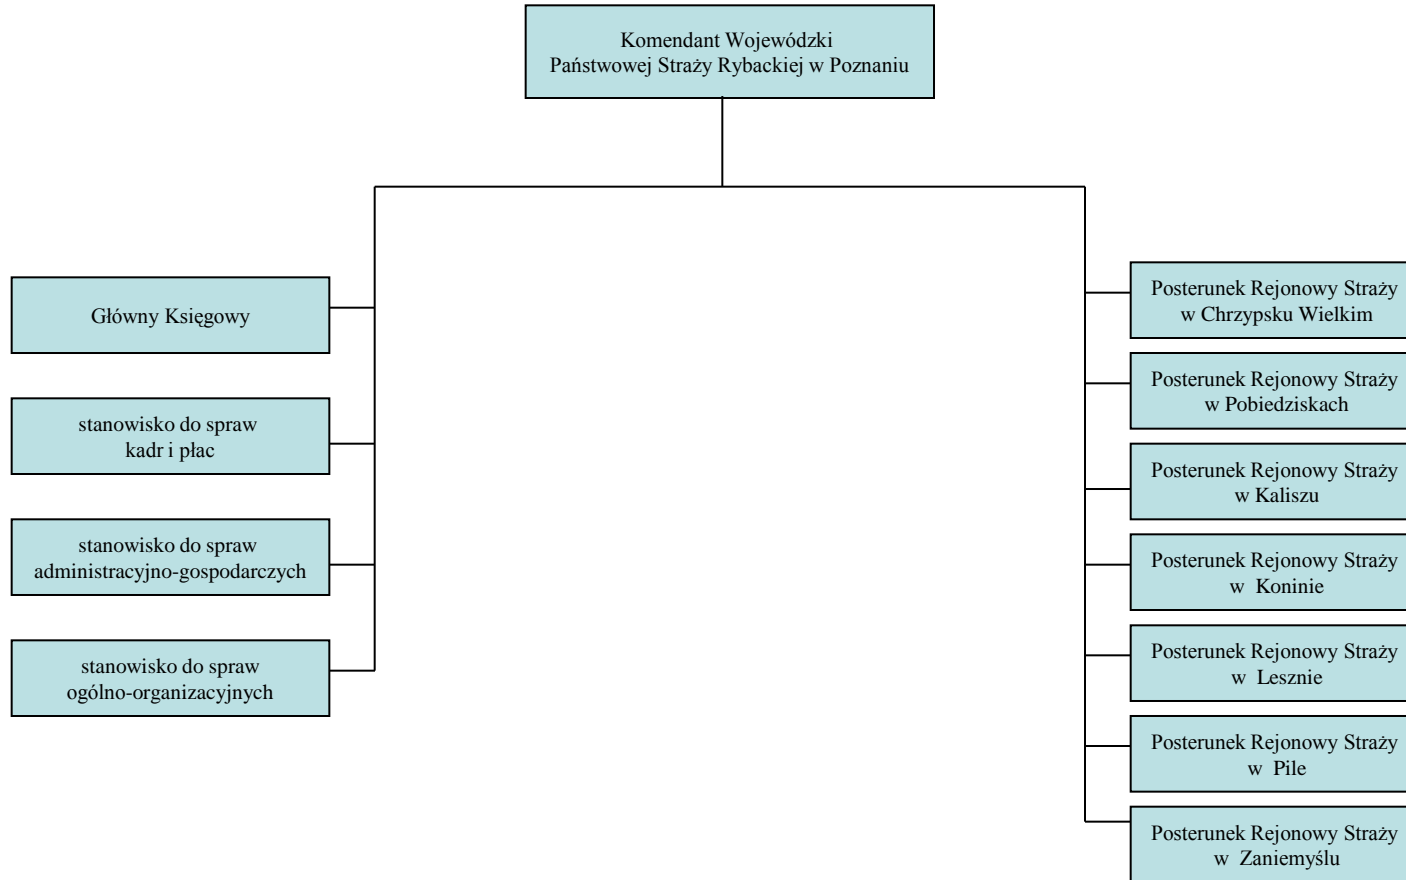 Komendant Wojewódzki
Państwowej Straży Rybackiej w Poznaniu
Główny Księgowy
stanowisko do spraw
kadr i płac
stanowisko do spraw
administracyjno-gospodarczych
stanowisko do spraw
ogólno-organizacyjnych
Posterunek Rejonowy Straży
w Chrzypsku Wielkim
Posterunek Rejonowy Straży
w Pobiedziskach
Posterunek Rejonowy Straży
w Kaliszu
Posterunek Rejonowy Straży
w Koninie
Posterunek Rejonowy Straży
w Lesznie
Posterunek Rejonowy Straży
w Pile
Posterunek Rejonowy Straży
w Zaniemyślu